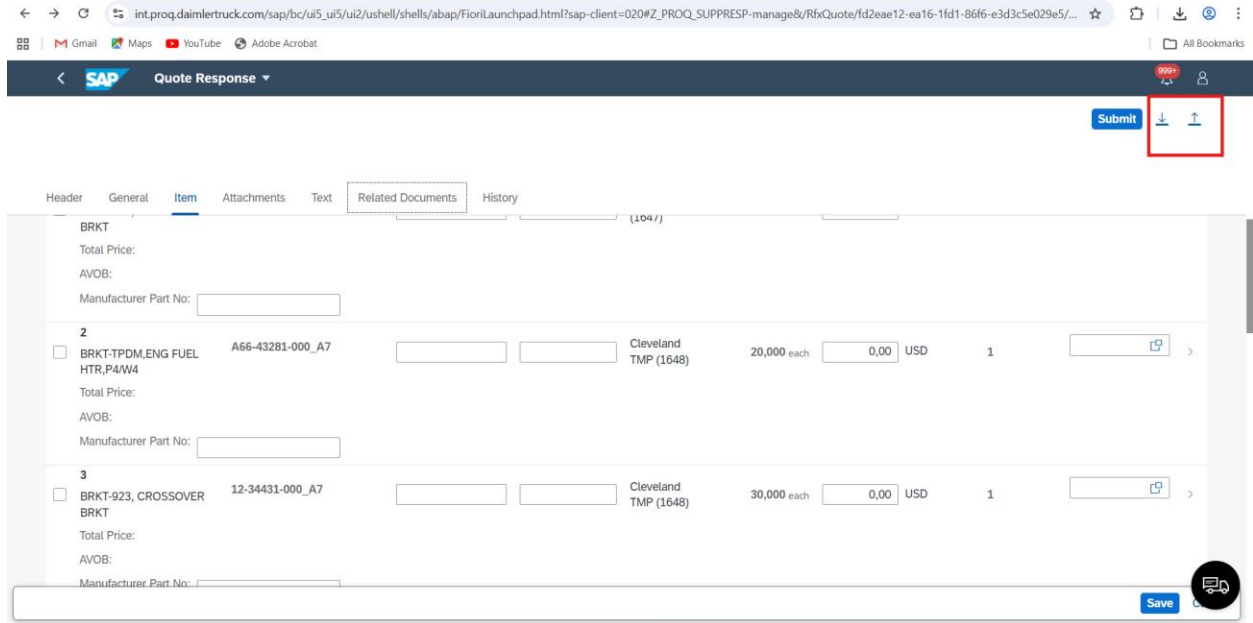 int.proq.daimlertruck.com/sap/bc/ui5_ui5/ui2/ushell/shells/abap/FioriLaunchpad.html?sap-client=020#Z_PROQ_SUPPRESP-manage&/RfxQuote/fd2eae12-ea16-1fd1-86f6-e3d3c5e029e5/...
Gmail Maps YouTube Adobe Acrobat All Bookmarks
SAP Quote Response 999+
Submit
Header General Item Attachments Text Related Documents History
(1647)
BRKT
Total Price:
AVOB:
Manufacturer Part No:
2
BRKT-TPDM,ENG FUEL HTR,P4/W4
A66-43281-000_A7
Cleveland TMP (1648)
20,000 each 0,00 USD 1
Total Price:
AVOB:
Manufacturer Part No:
3
BRKT-923, CROSSOVER BRKT
12-34431-000_A7
Cleveland TMP (1648)
30,000 each 0,00 USD 1
Total Price:
AVOB:
Manufacturer Part No:
Save